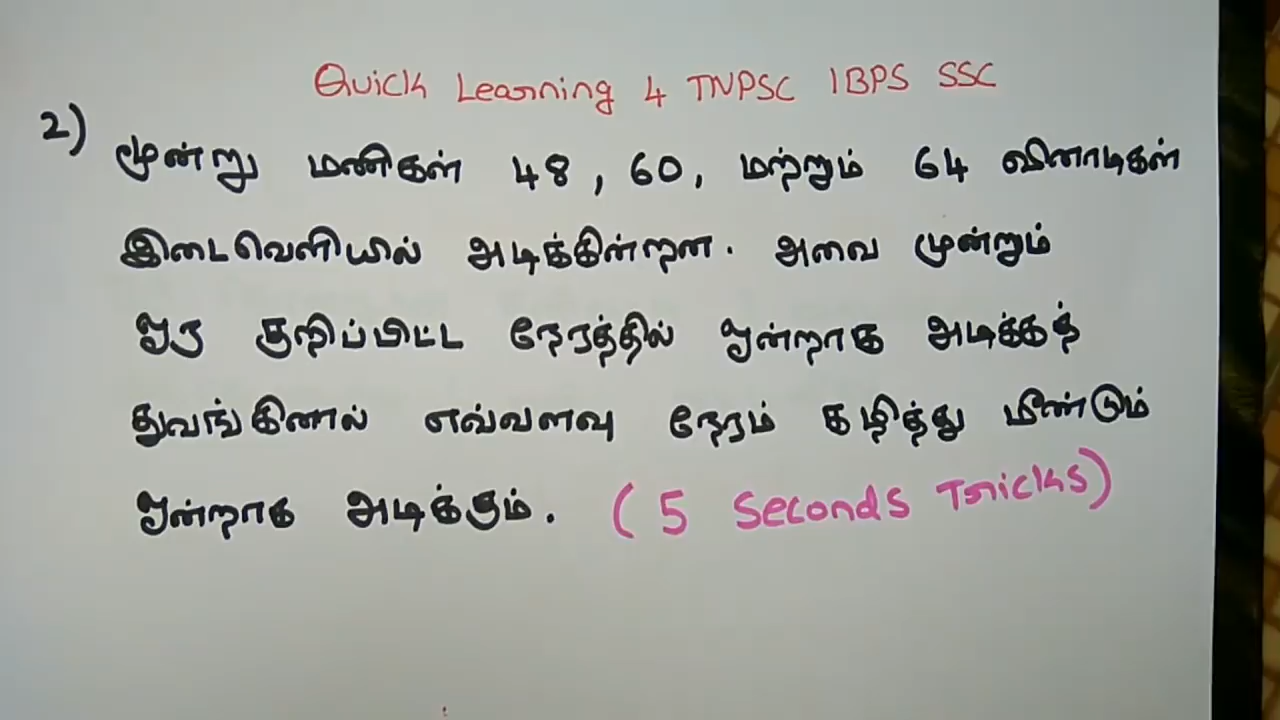 Quick Learning 4 TNPSC IBPS SSC
2) மூன்று மணிகள் 48, 60, மற்றும் 64 வினாடிகள்
இடைவெளியில் அடிக்கின்றன. அவை மூன்றும்
ஒரு குறிப்பிட்ட நேரத்தில் ஒன்றாக அடிக்கத்
துவங்கினால் எவ்வளவு நேரம் கழித்து மீண்டும்
ஒன்றாக அடிக்கும். (5 Seconds Tricks)